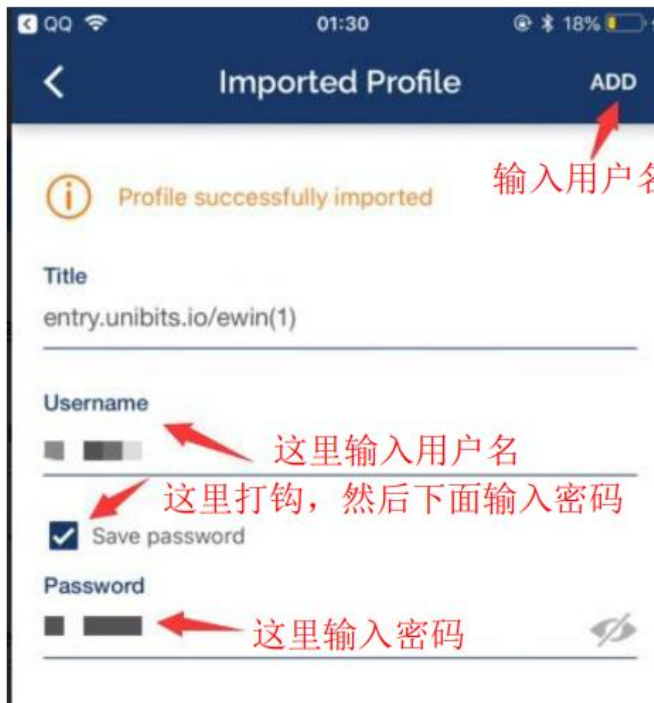 QQ 01:30 18%
Imported Profile ADD
输入用户名
Profile successfully imported
Title
entry.unibits.io/ewin(1)
Username
这里输入用户名
这里打钩，然后下面输入密码
Save password
Password
这里输入密码